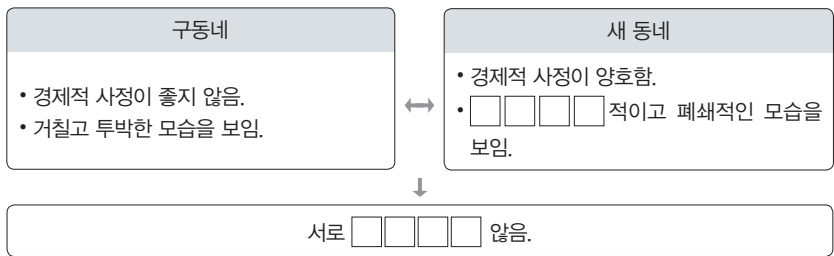 구동네
• 경제적 사정이 좋지 않음.
• 거칠고 투박한 모습을 보임.
새 동네
• 경제적 사정이 양호함.
• □□□□적이고 폐쇄적인 모습을
보임.
서로 □□□□ 않음.